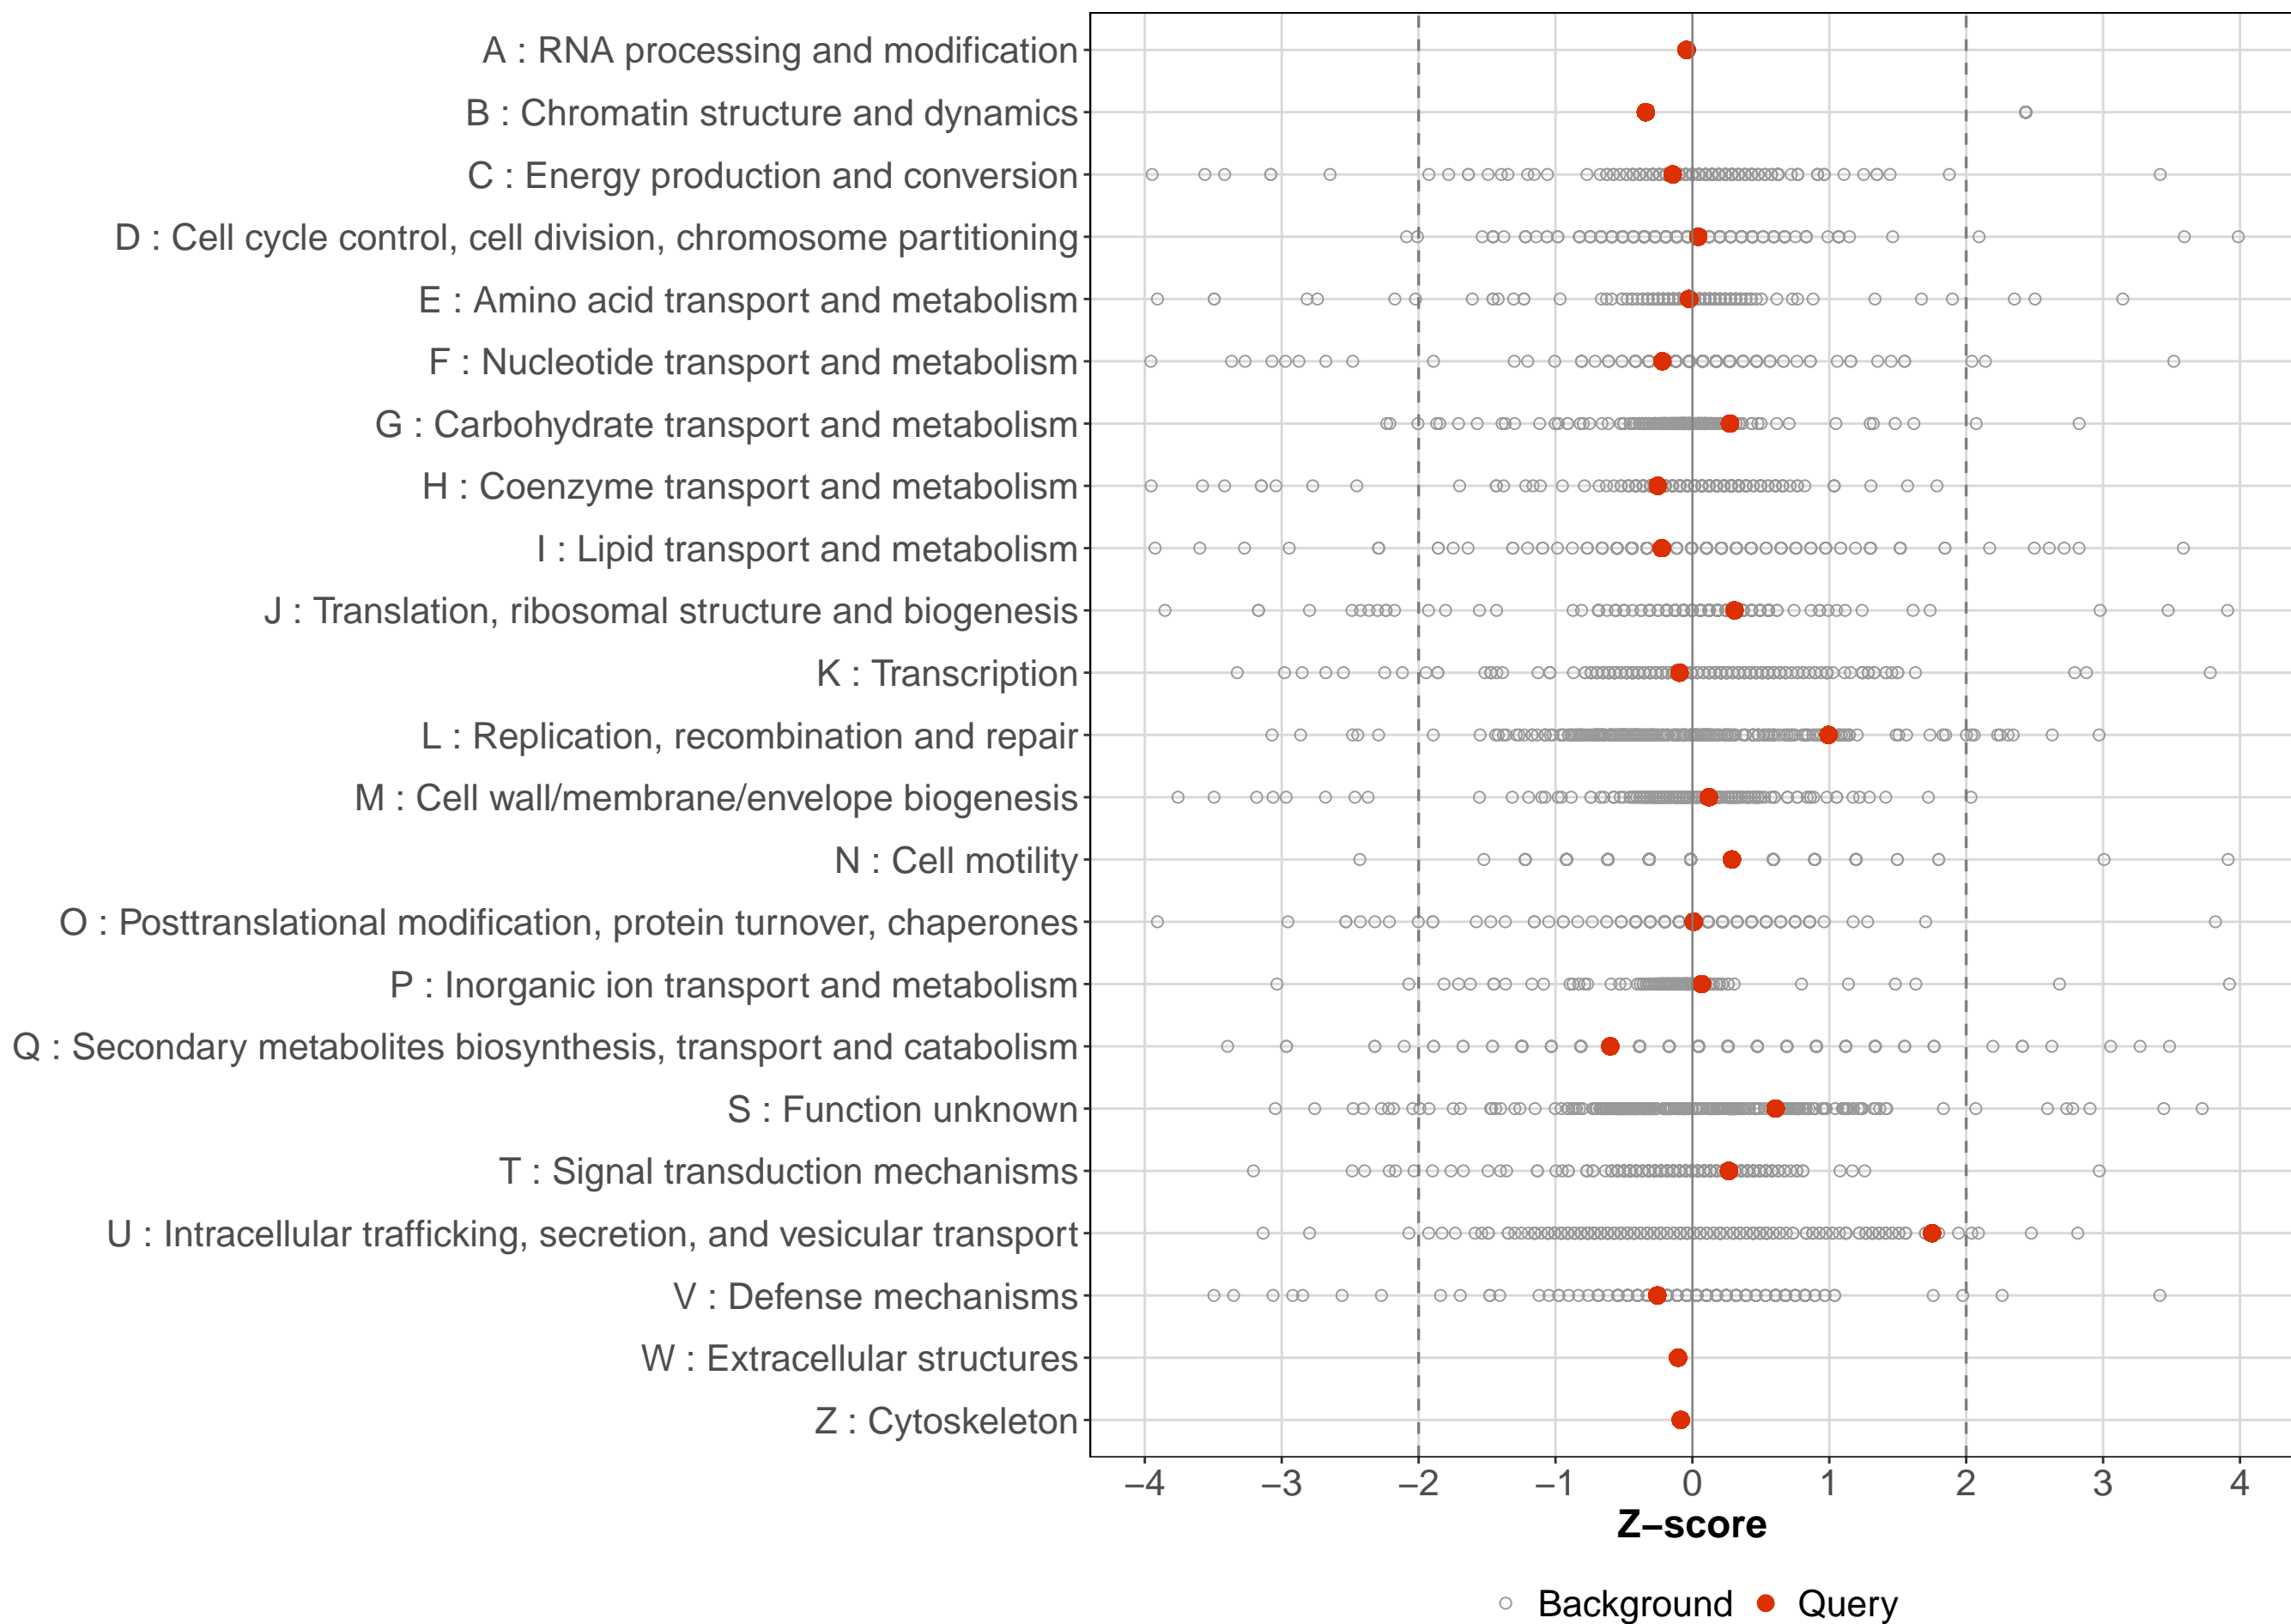 A : RNA processing and modification
B : Chromatin structure and dynamics
C : Energy production and conversion
D : Cell cycle control, cell division, chromosome partitioning
E : Amino acid transport and metabolism
F : Nucleotide transport and metabolism
G : Carbohydrate transport and metabolism
H : Coenzyme transport and metabolism
I : Lipid transport and metabolism
J : Translation, ribosomal structure and biogenesis
K : Transcription
L : Replication, recombination and repair
M : Cell wall/membrane/envelope biogenesis
N : Cell motility
O : Posttranslational modification, protein turnover, chaperones
P : Inorganic ion transport and metabolism
Q : Secondary metabolites biosynthesis, transport and catabolism
S : Function unknown
T : Signal transduction mechanisms
U : Intracellular trafficking, secretion, and vesicular transport
V : Defense mechanisms
W : Extracellular structures
Z : Cytoskeleton
−4 −3 −2 −1 0 1 2 3 4
Z−score
Background Query